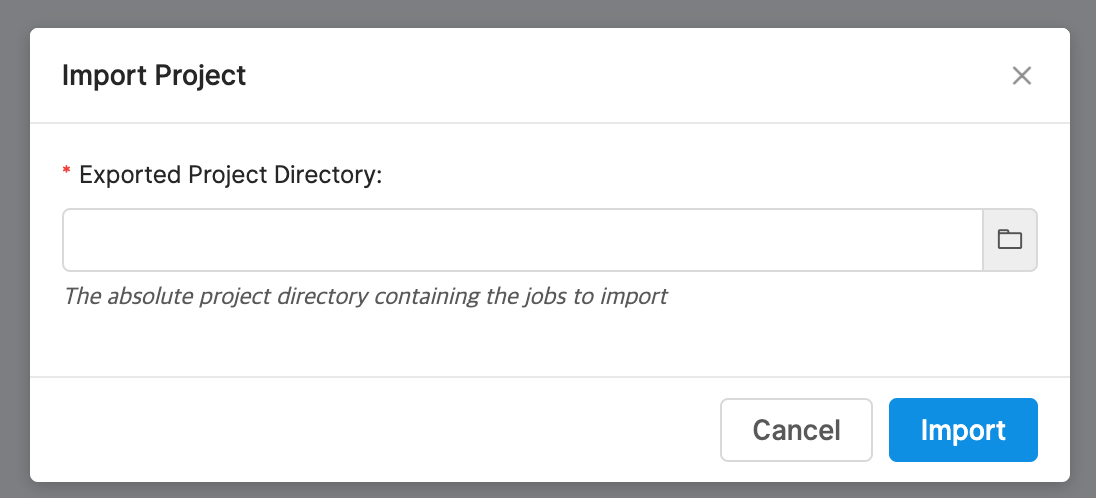 Import Project
* Exported Project Directory:
The absolute project directory containing the jobs to import
Cancel
Import